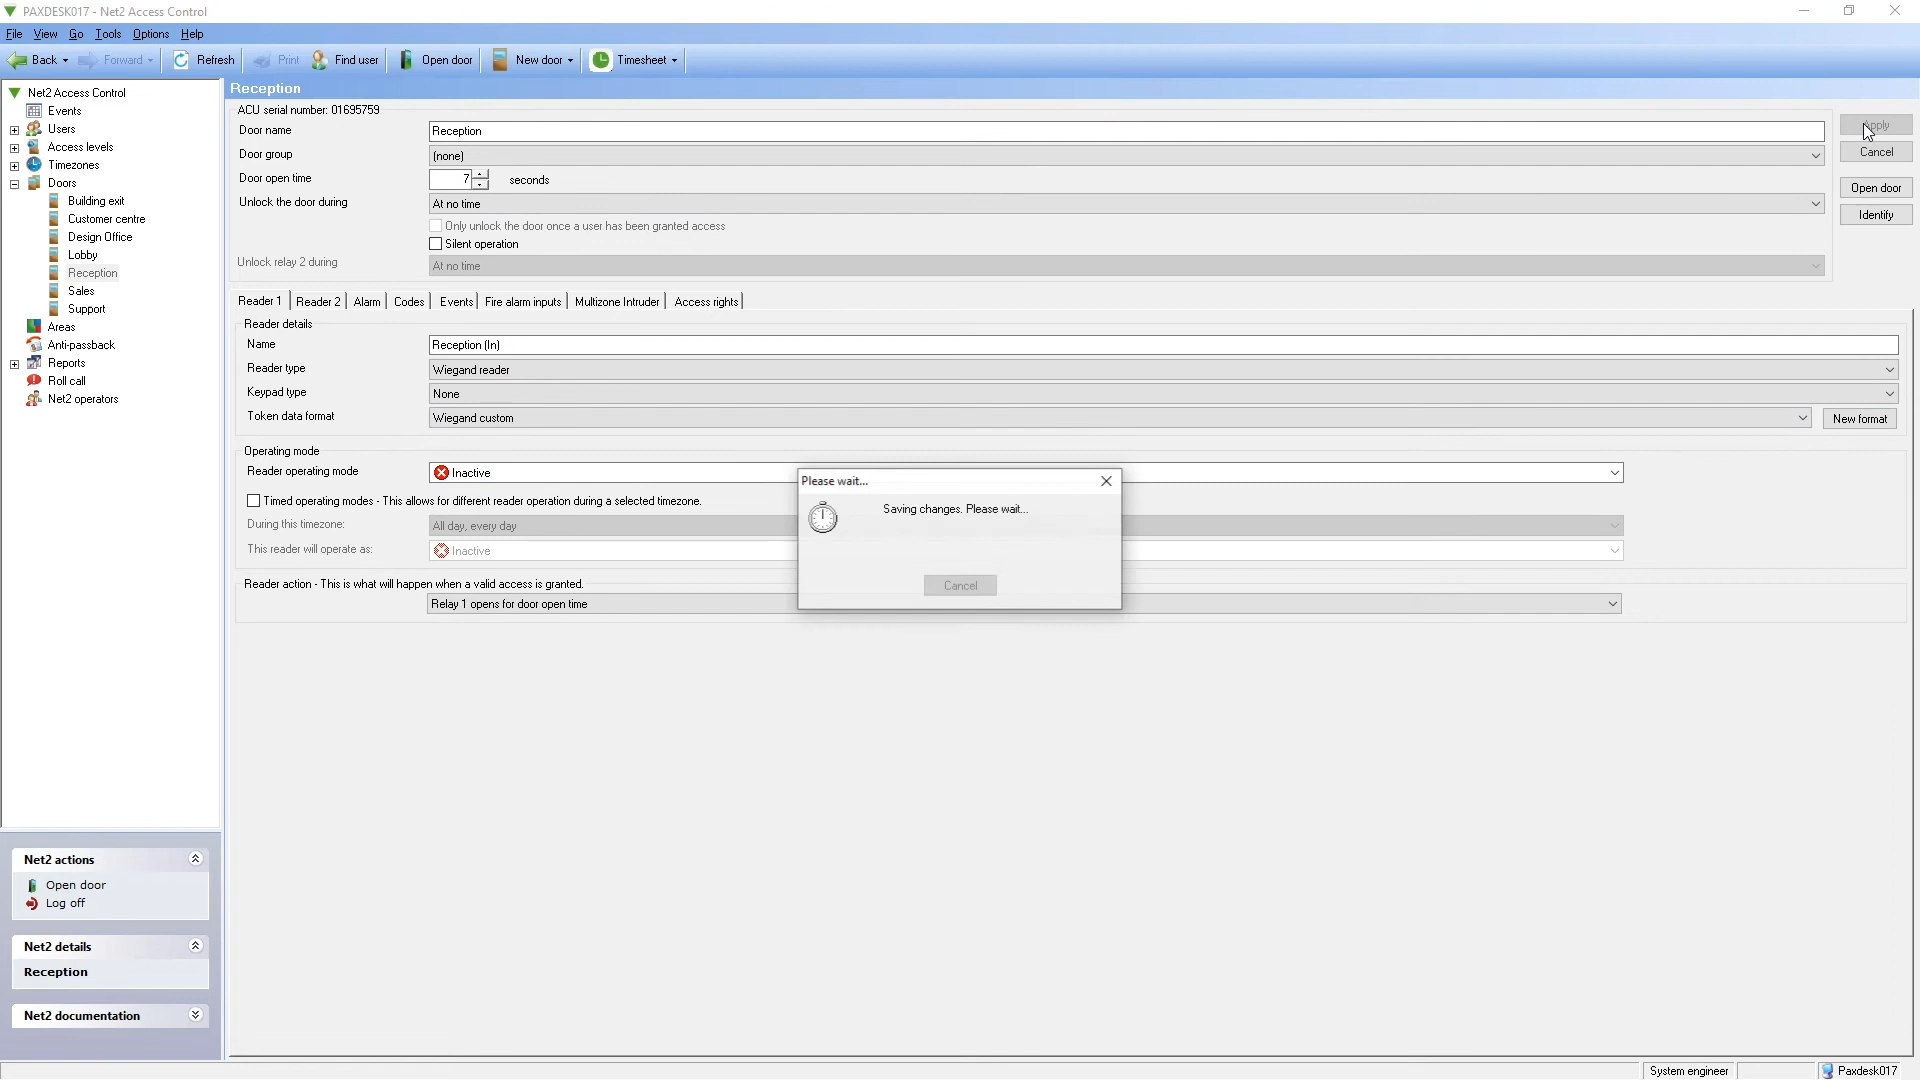 PAXDESK017 - Net2 Access Control
File View Go Tools Options Help
Back Forward Refresh Print Find user Open door New door Timesheet
Net2 Access Control
Events
Users
Access levels
Timezones
Doors
Building exit
Customer centre
Design Office
Lobby
Reception
Sales
Support
Areas
Anti-passback
Reports
Roll call
Net2 operators
Net2 actions
Open door
Log off
Net2 details
Reception
Net2 documentation
Reception
ACU serial number: 01695759
Door name Reception
Door group (none)
Door open time 7 seconds
Unlock the door during At no time
Only unlock the door once a user has been granted access
Silent operation
Unlock relay 2 during At no time
Apply
Cancel
Open door
Identify
Reader 1 Reader 2 Alarm Codes Events Fire alarm inputs Multizone Intruder Access rights
Reader details
Name Reception (In)
Reader type Wiegand reader
Keypad type None
Token data format Wiegand custom New format
Operating mode
Reader operating mode Inactive
Timed operating modes - This allows for different reader operation during a selected timezone.
During this timezone: All day, every day
This reader will operate as: Inactive
Reader action - This is what will happen when a valid access is granted.
Relay 1 opens for door open time
Please wait...
Saving changes. Please wait...
Cancel
System engineer Paxdesk017